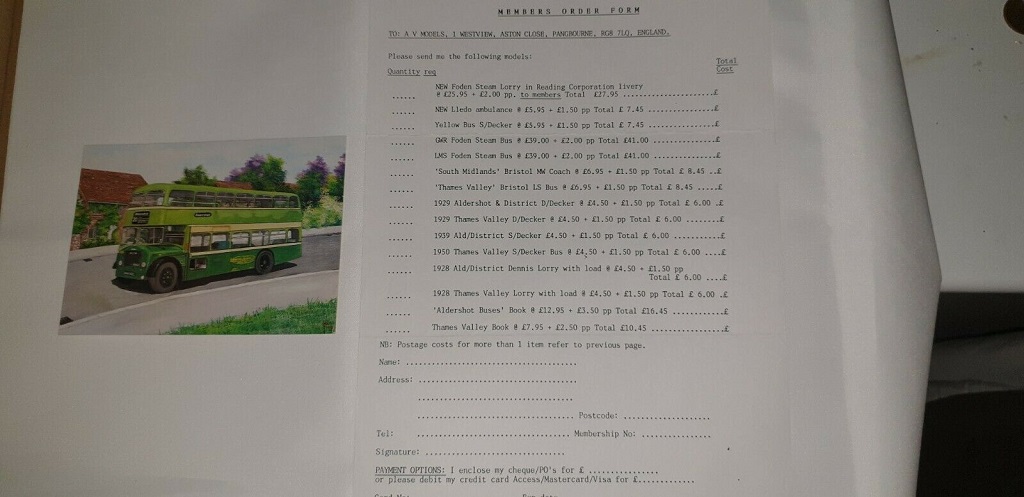 MEMBERS ORDER FORM
TO: A V MODELS, 1 WESTVIEW, ASTON CLOSE, PANGBOURNE, RG8 7LQ, ENGLAND.
Please send me the following models:
Total
Quantity req Cost
NEW Foden Steam Lorry in Reading Corporation livery
...... @ £25.95 + £2.00 pp. to members Total £27.95 ......................£
...... NEW Lledo ambulance @ £5.95 + £1.50 pp Total £ 7.45 ................£
...... Yellow Bus S/Decker @ £5.95 + £1.50 pp Total £ 7.45 ................£
...... GWR Foden Steam Bus @ £39.00 + £2.00 pp Total £41.00 ...............£
...... LMS Foden Steam Bus @ £39.00 + £2.00 pp Total £41.00 ...............£
...... 'South Midlands' Bristol MW Coach @ £6.95 + £1.50 pp Total £ 8.45 ..£
...... 'Thames Valley' Bristol LS Bus @ £6.95 + £1.50 pp Total £ 8.45 .....£
...... 1929 Aldershot & District D/Decker @ £4.50 + £1.50 pp Total £ 6.00 .£
...... 1929 Thames Valley D/Decker @ £4.50 + £1.50 pp Total £ 6.00 ........£
...... 1939 Ald/District S/Decker £4.50 + £1.50 pp Total £ 6.00 ...........£
...... 1950 Thames Valley S/Decker Bus @ £4.50 + £1.50 pp Total £ 6.00 ....£
...... 1928 Ald/District Dennis Lorry with load @ £4.50 + £1.50 pp
Total £ 6.00 ....£
...... 1928 Thames Valley Lorry with load @ £4.50 + £1.50 pp Total £ 6.00 .£
...... 'Aldershot Buses' Book @ £12.95 + £3.50 pp Total £16.45 ............£
...... Thames Valley Book @ £7.95 + £2.50 pp Total £10.45 .................£
NB: Postage costs for more than 1 item refer to previous page.
Name: .......................................
Address: ....................................
....................................
.................................... Postcode: ....................
Tel: ................................... Membership No: ................
Signature: ................................
PAYMENT OPTIONS: I enclose my cheque/PO's for £ ................
or please debit my credit card Access/Mastercard/Visa for £.............